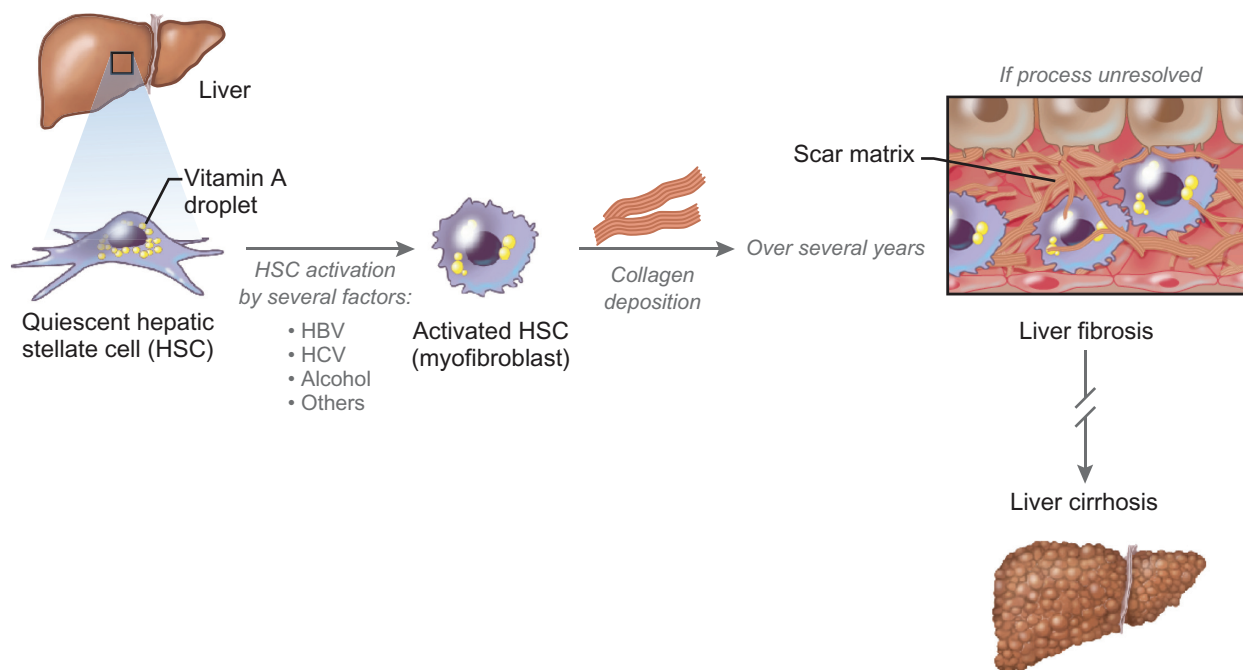 Liver
Vitamin A
droplet
Quiescent hepatic
stellate cell (HSC)
HSC activation
by several factors:
• HBV
• HCV
• Alcohol
• Others
Activated HSC
(myofibroblast)
Collagen
deposition
Over several years
If process unresolved
Scar matrix
Liver fibrosis
Liver cirrhosis